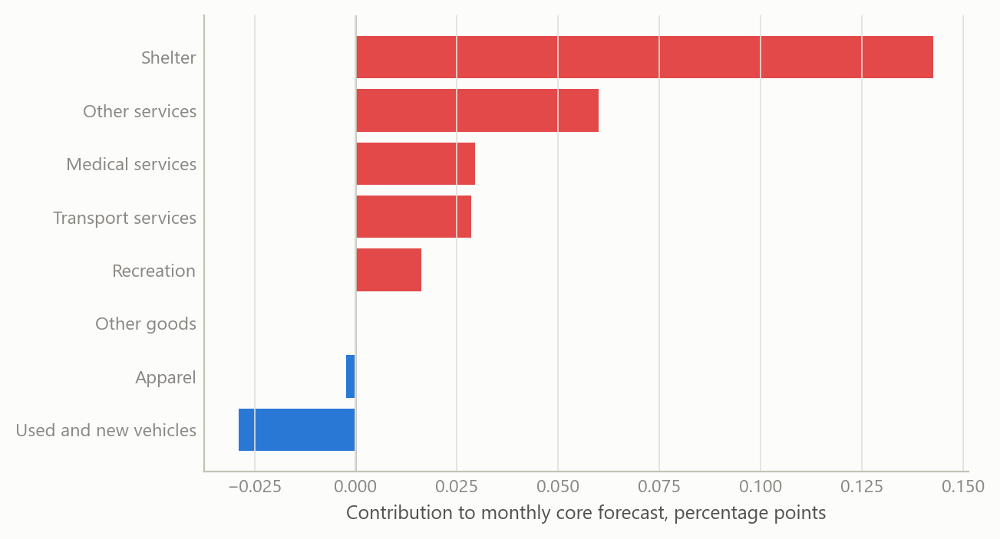 Shelter
Other services
Medical services
Transport services
Recreation
Other goods
Apparel
Used and new vehicles
−0.025 0.000 0.025 0.050 0.075 0.100 0.125 0.150
Contribution to monthly core forecast, percentage points